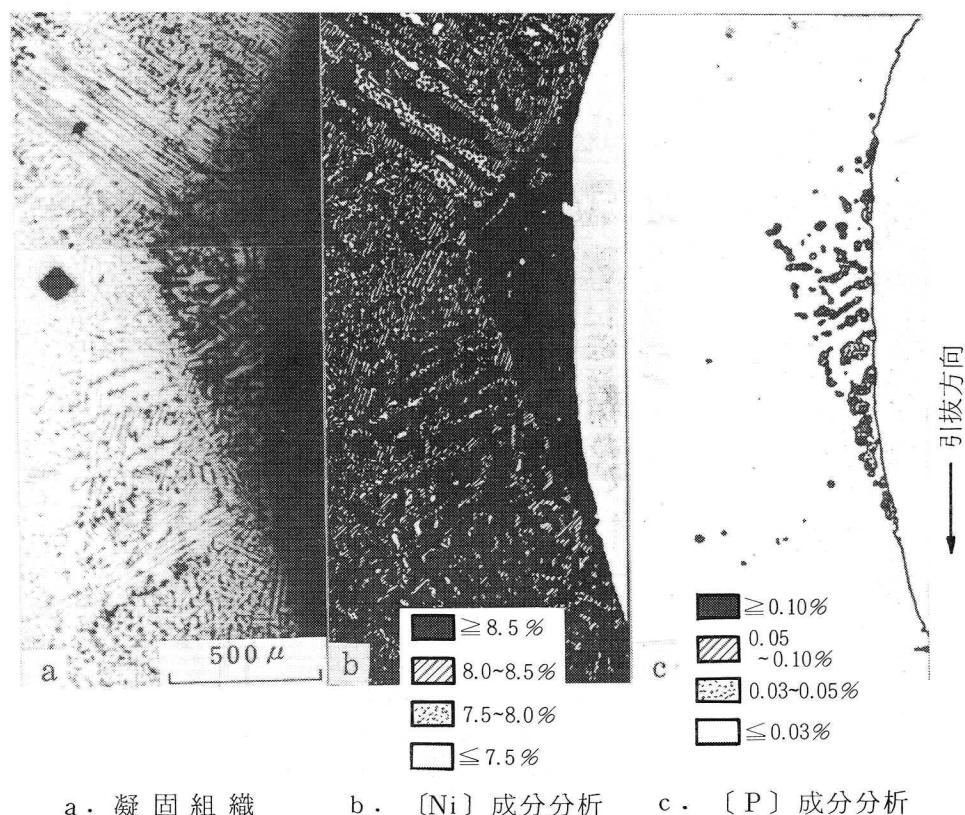 引抜方向
a
500μ
b
c
≧8.5%
8.0~8.5%
7.5~8.0%
≦7.5%
≧0.10%
0.05
~0.10%
0.03~0.05%
≦0.03%
a. 凝固組織
b. 〔Ni〕成分分析
c. 〔P〕成分分析